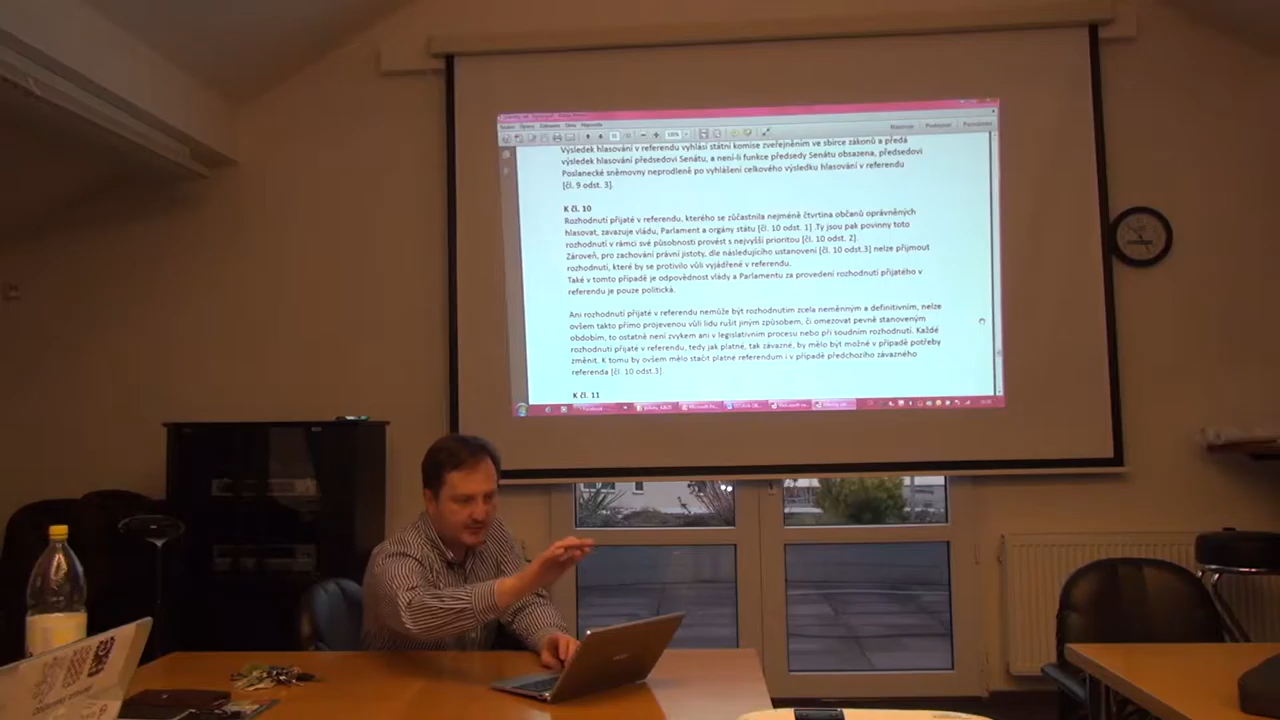 Výsledek hlasování v referendu vyhlásí státní komise zveřejněním ve sbírce zákonů a předá
výsledek hlasování předsedovi Senátu, a není-li funkce předsedy Senátu obsazena, předsedovi
Poslanecké sněmovny neprodleně po vyhlášení celkového výsledku hlasování v referendu
[čl. 9 odst. 3].
K čl. 10
Rozhodnutí přijaté v referendu, kterého se zúčastnila nejméně čtvrtina občanů oprávněných
hlasovat, zavazuje vládu, Parlament a orgány státu [čl. 10 odst. 1] .Ty jsou pak povinny toto
rozhodnutí v rámci své působnosti provést s nejvyšší prioritou [čl. 10 odst. 2].
Zároveň, pro zachování právní jistoty, dle následujícího ustanovení [čl. 10 odst.3] nelze přijmout
rozhodnutí, které by se protivilo vůli vyjádřené v referendu.
Také v tomto případě je odpovědnost vlády a Parlamentu za provedení rozhodnutí přijatého v
referendu je pouze politická.
Ani rozhodnutí přijaté v referendu nemůže být rozhodnutím zcela neměnným a definitivním, nelze
ovšem takto přímo projevenou vůli lidu rušit jiným způsobem, či omezovat pevně stanoveným
obdobím, to ostatně není zvykem ani v legislativním procesu nebo při soudním rozhodnutí. Každé
rozhodnutí přijaté v referendu, tedy jak platné, tak závazné, by mělo být možné v případě potřeby
změnit. K tomu by ovšem mělo stačit platné referendum i v případě předchozího závazného
referenda [čl. 10 odst.3].
K čl. 11